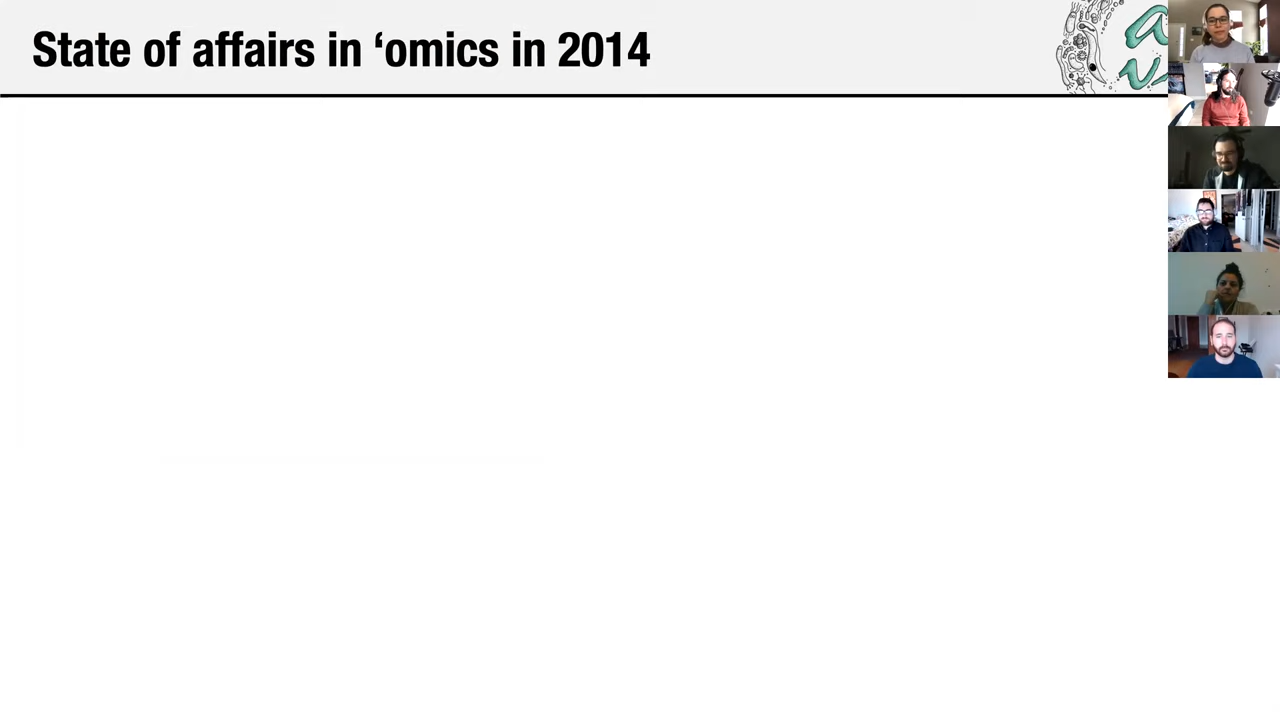 State of affairs in ‘omics in 2014